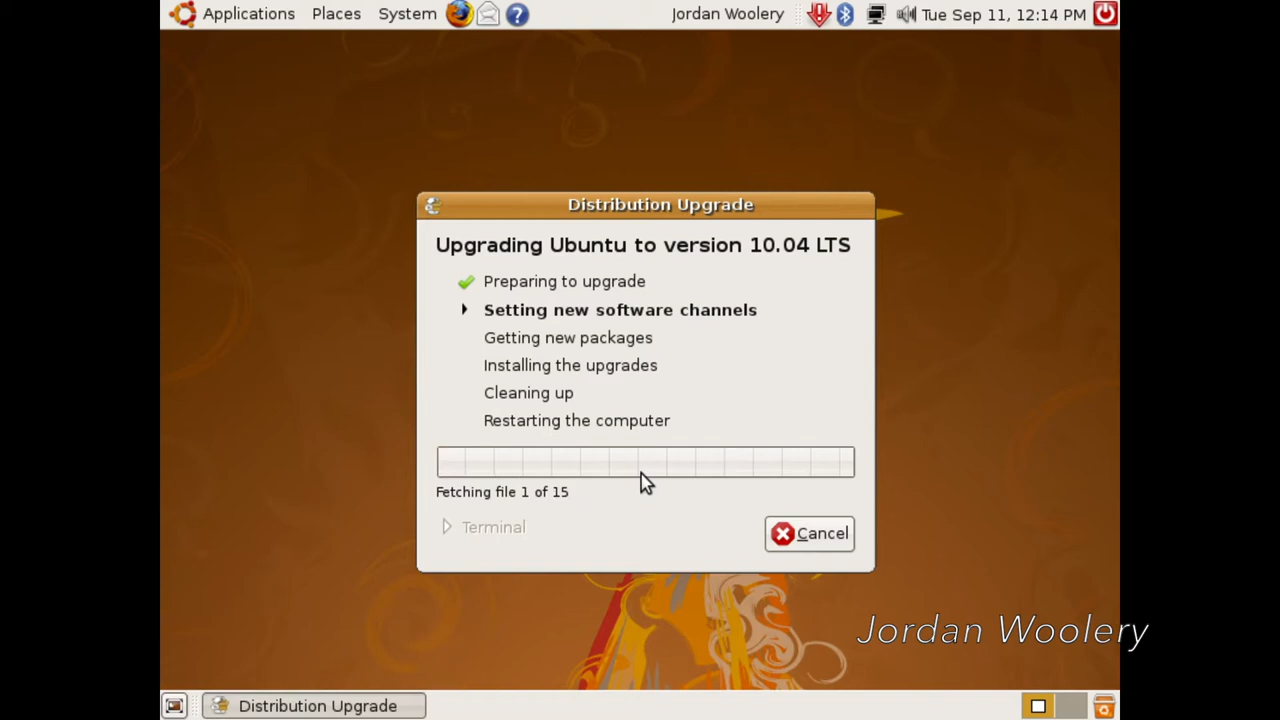 Applications Places System Jordan Woolery Tue Sep 11, 12:14 PM
Distribution Upgrade
Upgrading Ubuntu to version 10.04 LTS
Preparing to upgrade
Setting new software channels
Getting new packages
Installing the upgrades
Cleaning up
Restarting the computer
Fetching file 1 of 15
Terminal
Cancel
Jordan Woolery
Distribution Upgrade